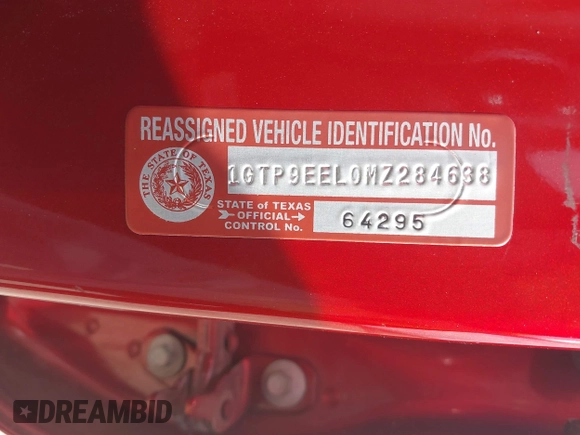 REASSIGNED VEHICLE IDENTIFICATION No.
THE STATE OF TEXAS
1GTP9EEL0MZ284638
STATE of TEXAS
OFFICIAL
CONTROL No.
64295
DREAMBID